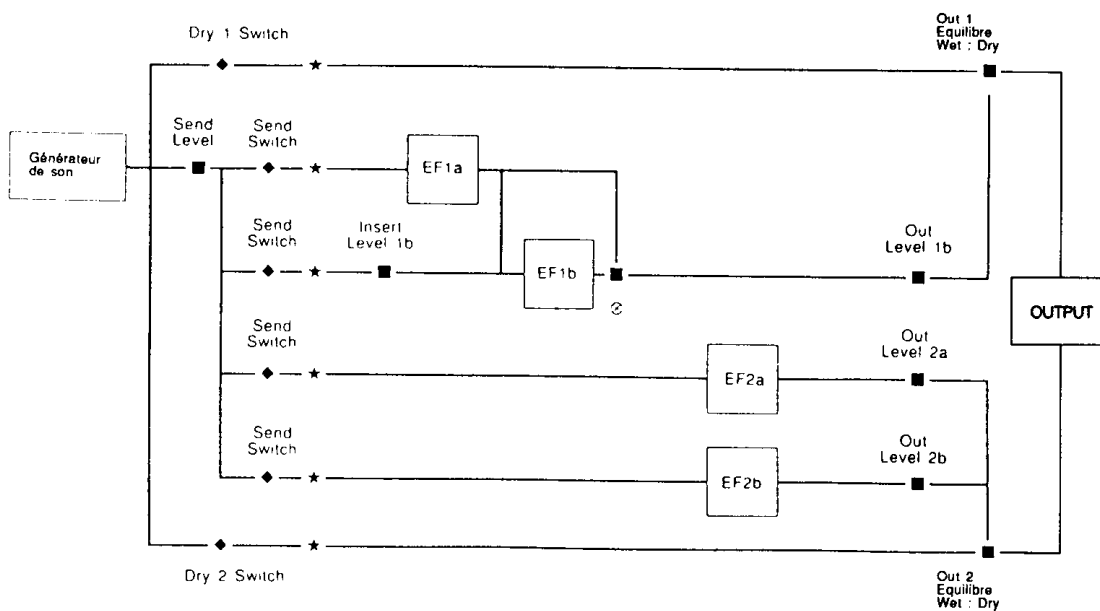 Dry 1 Switch
Out 1
Equilibre
Wet : Dry
Générateur
de son
Send
Level
Send
Switch
EF1a
Send
Switch
Insert
Level 1b
EF1b
Out
Level 1b
OUTPUT
Send
Switch
EF2a
Out
Level 2a
Send
Switch
EF2b
Out
Level 2b
Dry 2 Switch
Out 2
Equilibre
Wet : Dry